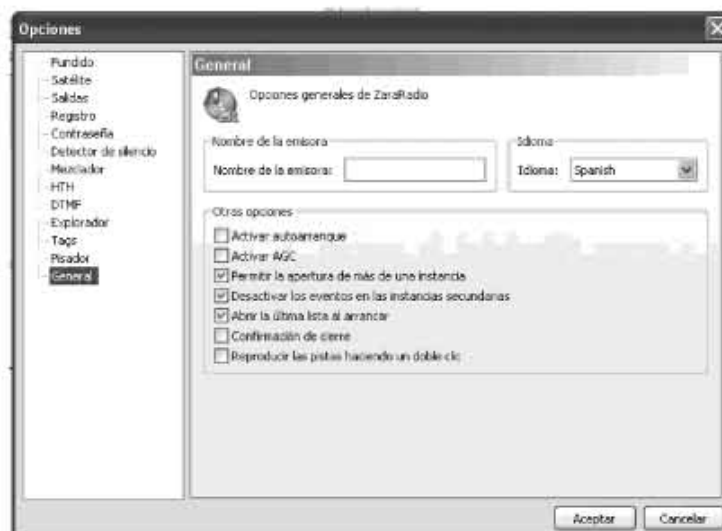 Opciones
Fundido
Satélite
Salidas
Registro
Contraseña
Detector de silencio
Mezclador
HTH
DTMF
Explorador
Tags
Pisador
General
General
Opciones generales de ZaraRadio
Nombre de la emisora
Nombre de la emisora:
Idioma
Idioma: Spanish
Otras opciones
Activar autoarranque
Activar AGC
Permitir la apertura de más de una instancia
Desactivar los eventos en las instancias secundarias
Abrir la última lista al arrancar
Confirmación de cierre
Reproducir las pistas haciendo un doble clic
Aceptar Cancelar